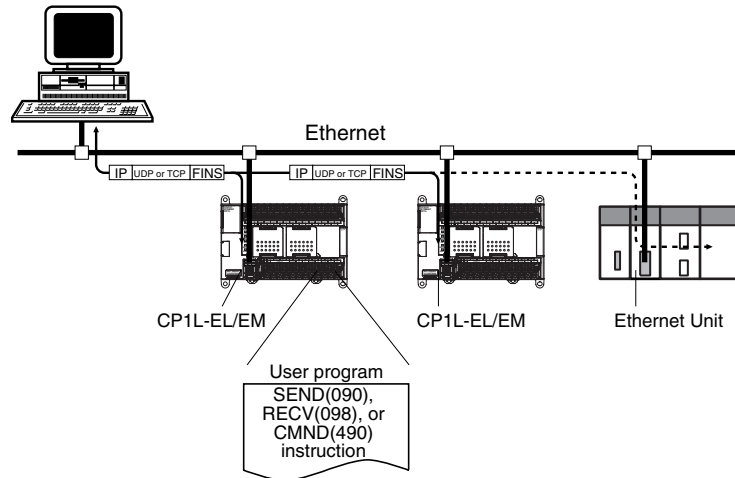 Ethernet
IP UDP or TCP FINS
IP UDP or TCP FINS
CP1L-EL/EM
CP1L-EL/EM
Ethernet Unit
User program
SEND(090),
RECV(098), or
CMND(490)
instruction